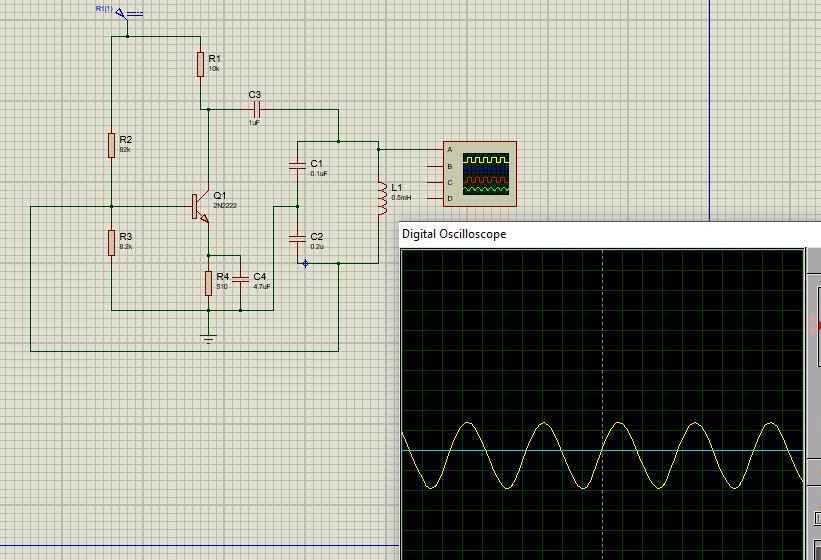 R1(1)
R1
10k
C3
1uF
R2
82k
C1
0.1uF
L1
0.5mH
A
B
C
D
Q1
2N2222
R3
8.2k
C2
0.2u
R4
510
C4
4.7uF
Digital Oscilloscope